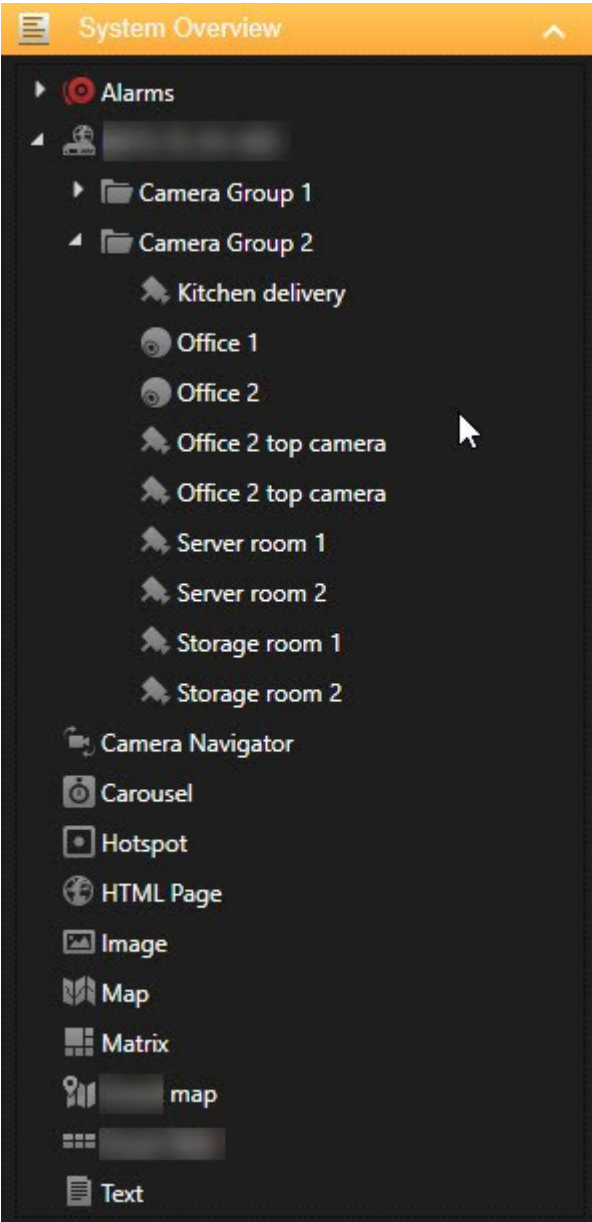 System Overview
Alarms
Camera Group 1
Camera Group 2
Kitchen delivery
Office 1
Office 2
Office 2 top camera
Office 2 top camera
Server room 1
Server room 2
Storage room 1
Storage room 2
Camera Navigator
Carousel
Hotspot
HTML Page
Image
Map
Matrix
map
Text